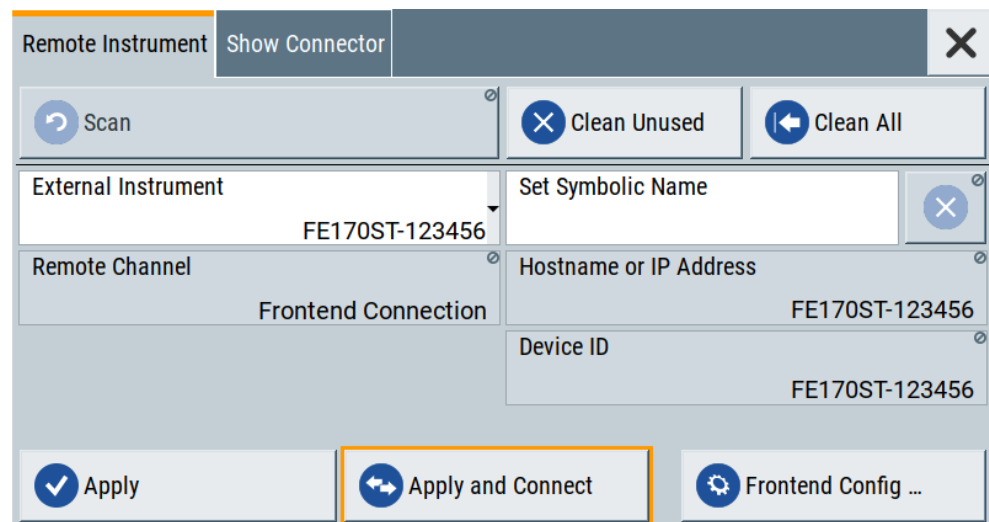 Remote Instrument Show Connector
Scan
Clean Unused
Clean All
External Instrument
FE170ST-123456
Set Symbolic Name
Remote Channel
Frontend Connection
Hostname or IP Address
FE170ST-123456
Device ID
FE170ST-123456
Apply
Apply and Connect
Frontend Config ...